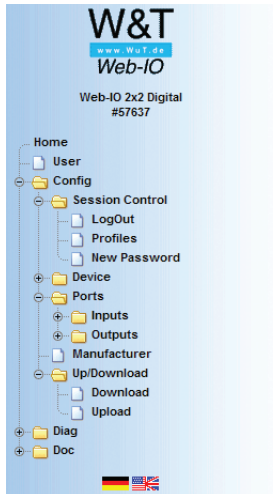 W&T
www.WuT.de
Web-IO
Web-IO 2x2 Digital
#57637
Home
User
Config
Session Control
LogOut
Profiles
New Password
Device
Ports
Inputs
Outputs
Manufacturer
Up/Download
Download
Upload
Diag
Doc